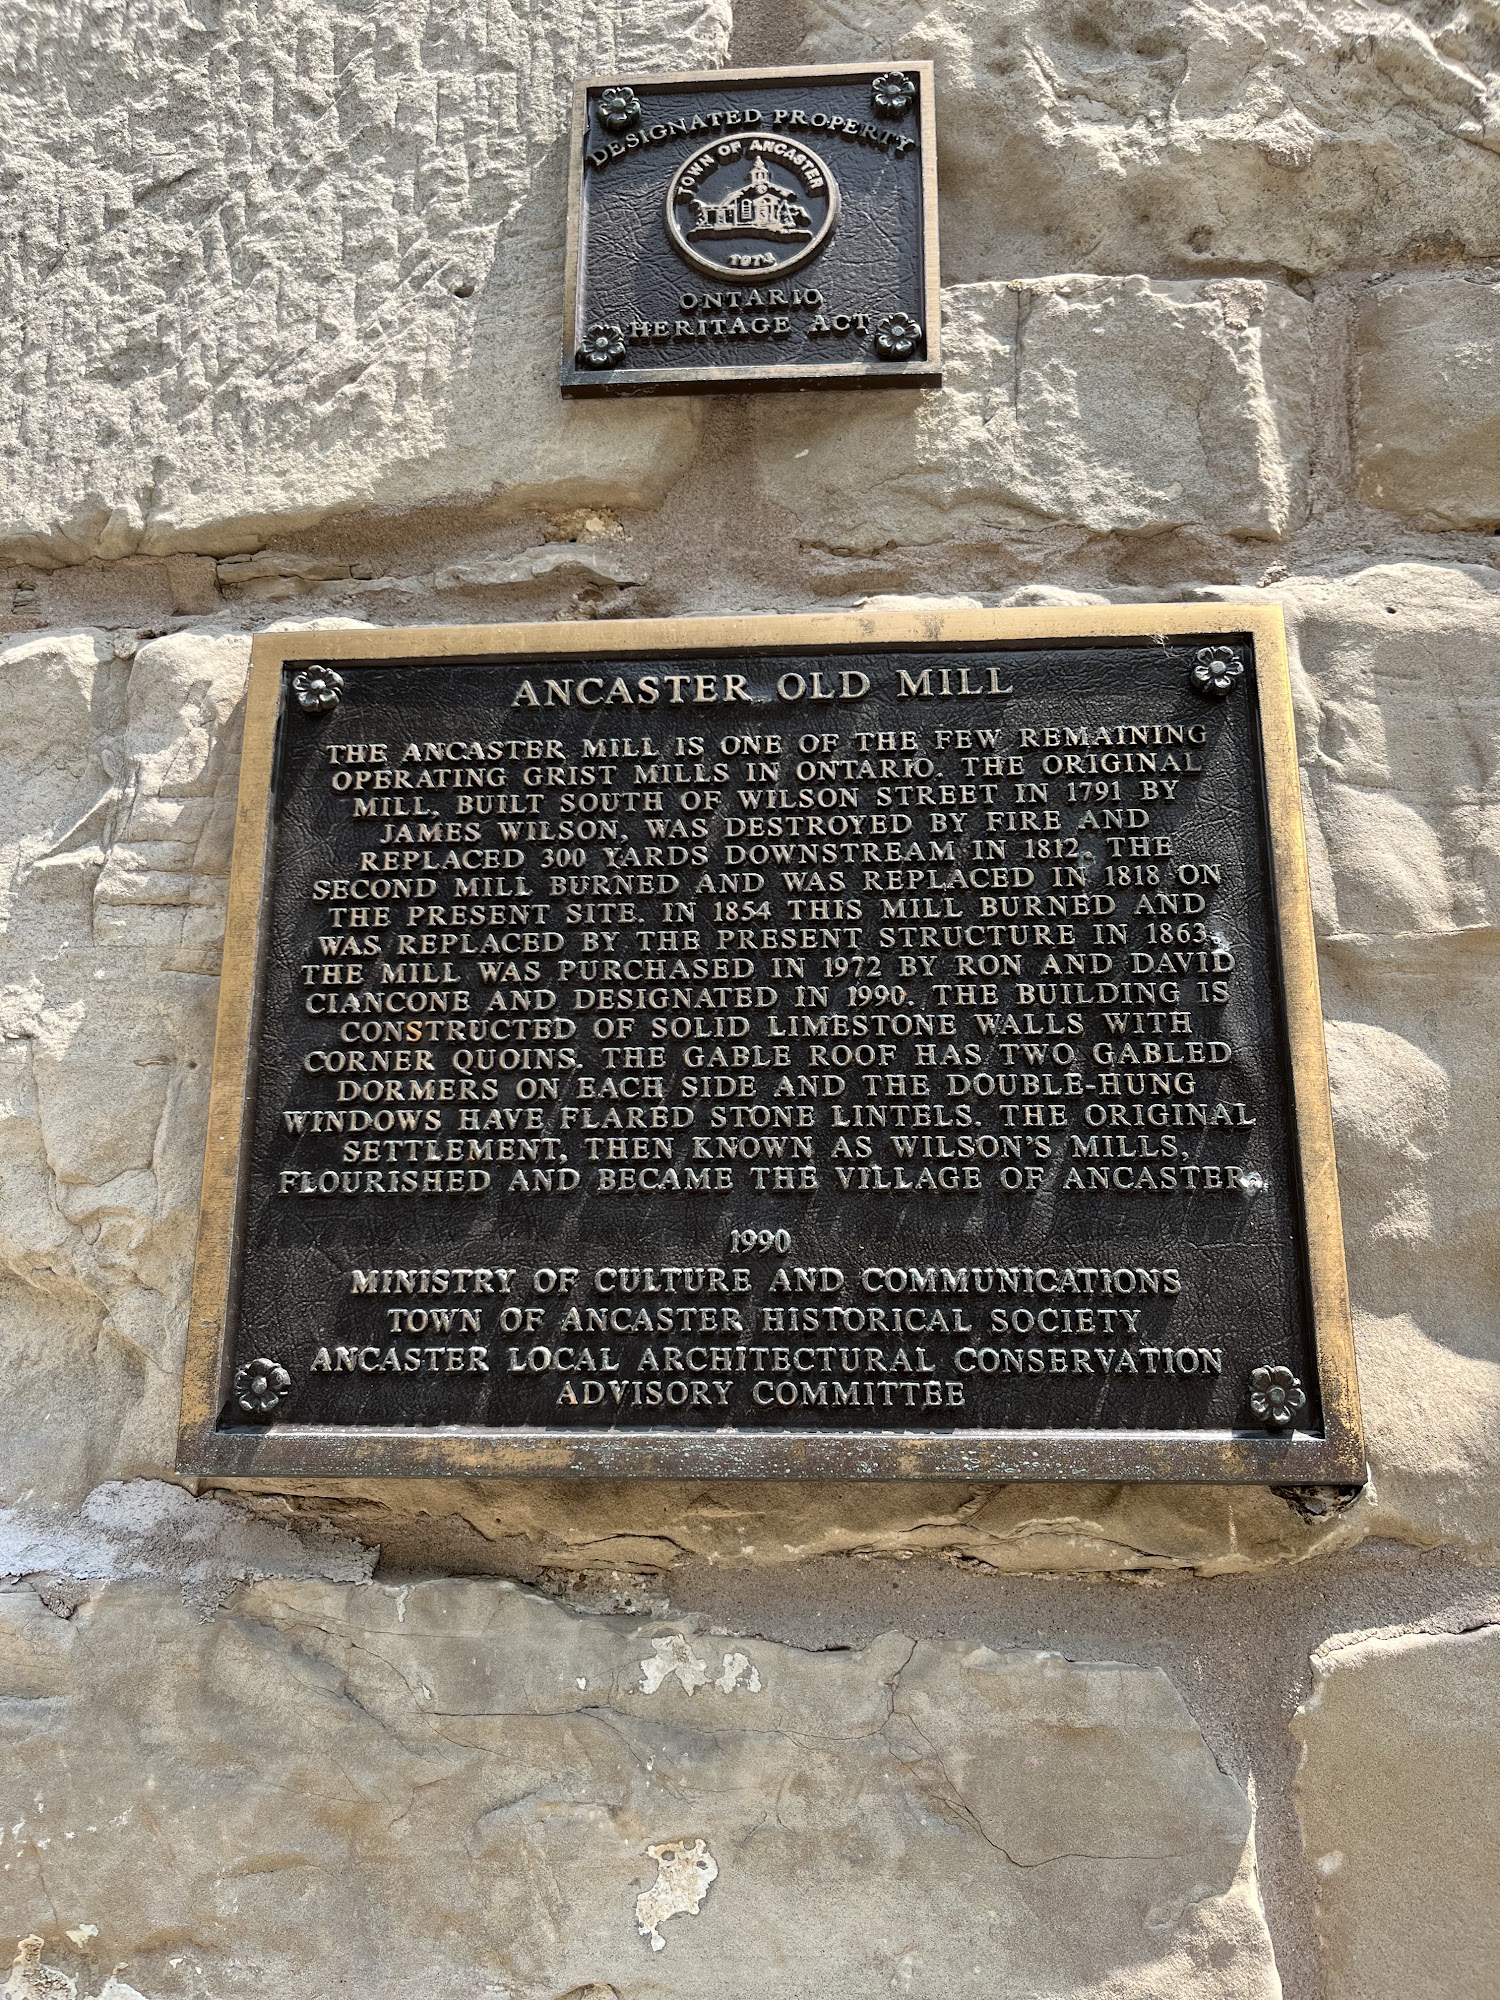 DESIGNATED PROPERTY
TOWN OF ANCASTER
1974
ONTARIO
HERITAGE ACT
ANCASTER OLD MILL
THE ANCASTER MILL IS ONE OF THE FEW REMAINING
OPERATING GRIST MILLS IN ONTARIO. THE ORIGINAL
MILL, BUILT SOUTH OF WILSON STREET IN 1791 BY
JAMES WILSON, WAS DESTROYED BY FIRE AND
REPLACED 300 YARDS DOWNSTREAM IN 1812. THE
SECOND MILL BURNED AND WAS REPLACED IN 1818 ON
THE PRESENT SITE. IN 1854 THIS MILL BURNED AND
WAS REPLACED BY THE PRESENT STRUCTURE IN 1863.
THE MILL WAS PURCHASED IN 1972 BY RON AND DAVID
CIANCONE AND DESIGNATED IN 1990. THE BUILDING IS
CONSTRUCTED OF SOLID LIMESTONE WALLS WITH
CORNER QUOINS. THE GABLE ROOF HAS TWO GABLED
DORMERS ON EACH SIDE AND THE DOUBLE-HUNG
WINDOWS HAVE FLARED STONE LINTELS. THE ORIGINAL
SETTLEMENT, THEN KNOWN AS WILSON'S MILLS,
FLOURISHED AND BECAME THE VILLAGE OF ANCASTER.
1990
MINISTRY OF CULTURE AND COMMUNICATIONS
TOWN OF ANCASTER HISTORICAL SOCIETY
ANCASTER LOCAL ARCHITECTURAL CONSERVATION
ADVISORY COMMITTEE